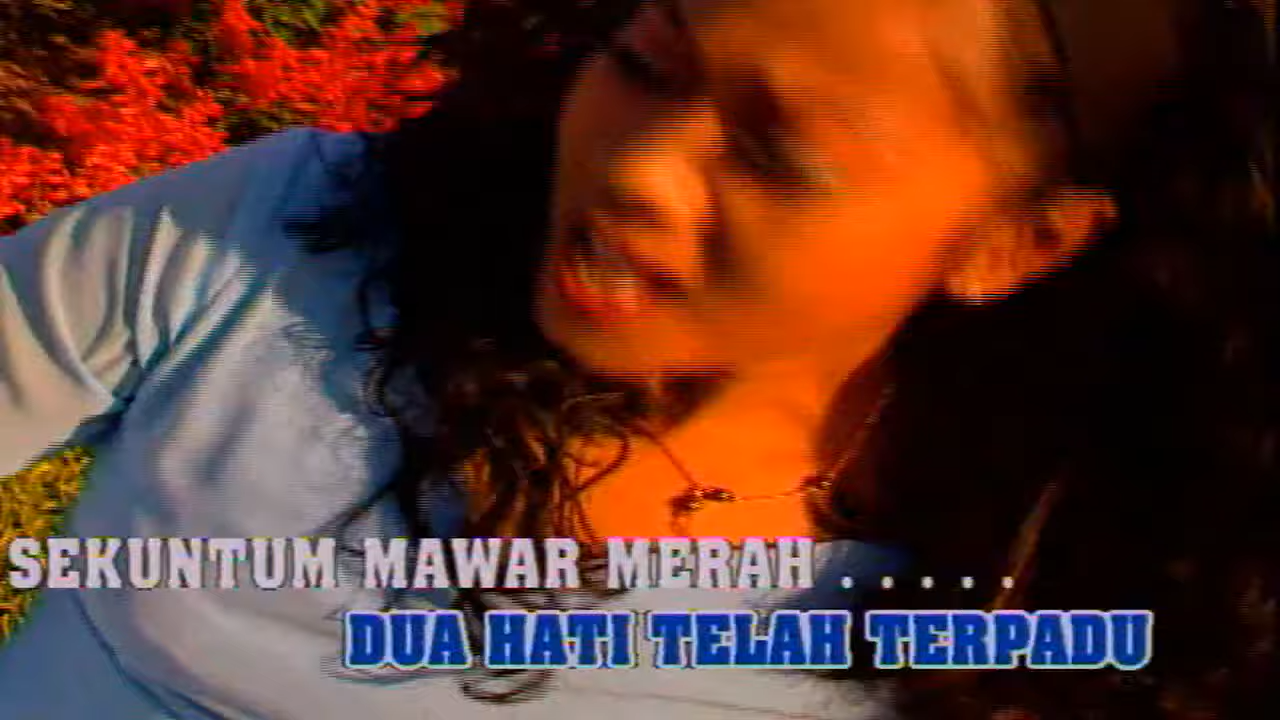 SEKUNTUM MAWAR MERAH . . . . .
DUA HATI TELAH TERPADU